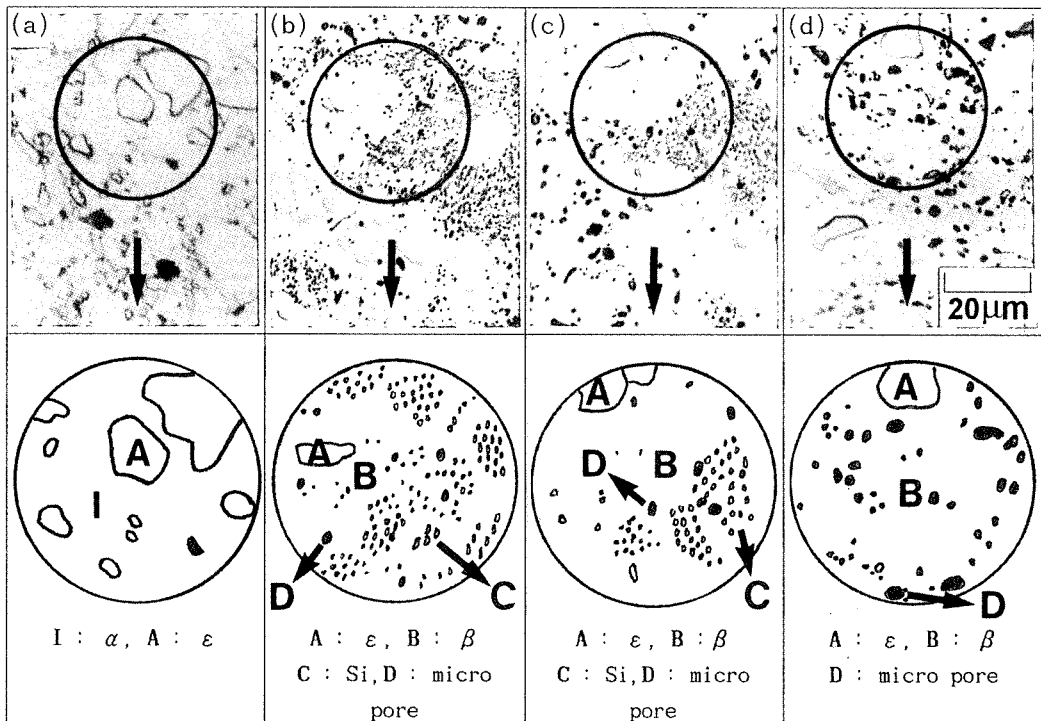 (a)
(b)
(c)
(d)
20μm
A
I
A
B
D
C
A
D
B
C
A
B
D
I : α, A : ε
A : ε, B : β
C : Si, D : micro
pore
A : ε, B : β
C : Si, D : micro
pore
A : ε, B : β
D : micro pore